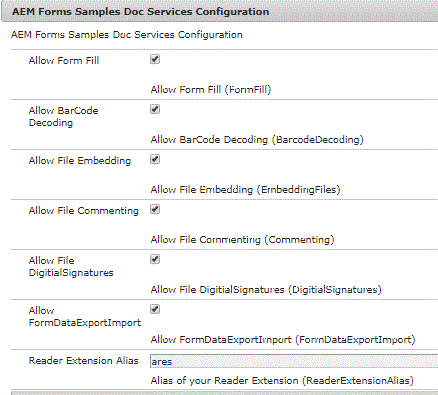 AEM Forms Samples Doc Services Configuration
AEM Forms Samples Doc Services Configuration
Allow Form Fill
Allow Form Fill (FormFill)
Allow BarCode
Decoding
Allow BarCode Decoding (BarcodeDecoding)
Allow File Embedding
Allow File Embedding (EmbeddingFiles)
Allow File Commenting
Allow File Commenting (Commenting)
Allow File
DigitialSignatures
Allow File DigitialSignatures (DigitialSignatures)
Allow
FormDataExportImport
Allow FormDataExportImport (FormDataExportImport)
Reader Extension Alias
ares
Alias of your Reader Extension (ReaderExtensionAlias)